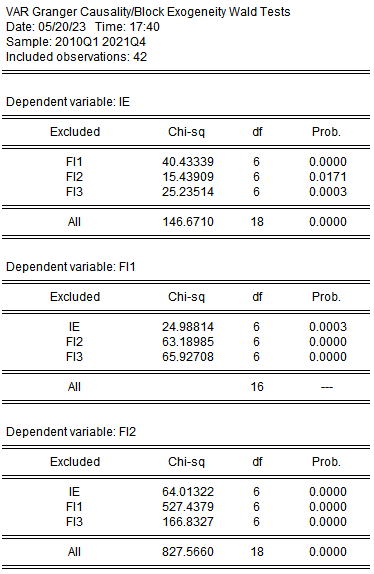 VAR Granger Causality/Block Exogeneity Wald Tests
Date: 05/20/23 Time: 17:40
Sample: 2010Q1 2021Q4
Included observations: 42
Dependent variable: IE
Excluded Chi-sq df Prob.
FI1 40.43339 6 0.0000
FI2 15.43909 6 0.0171
FI3 25.23514 6 0.0003
All 146.6710 18 0.0000
Dependent variable: FI1
Excluded Chi-sq df Prob.
IE 24.98814 6 0.0003
FI2 63.18985 6 0.0000
FI3 65.92708 6 0.0000
All 16 ---
Dependent variable: FI2
Excluded Chi-sq df Prob.
IE 64.01322 6 0.0000
FI1 527.4379 6 0.0000
FI3 166.8327 6 0.0000
All 827.5660 18 0.0000